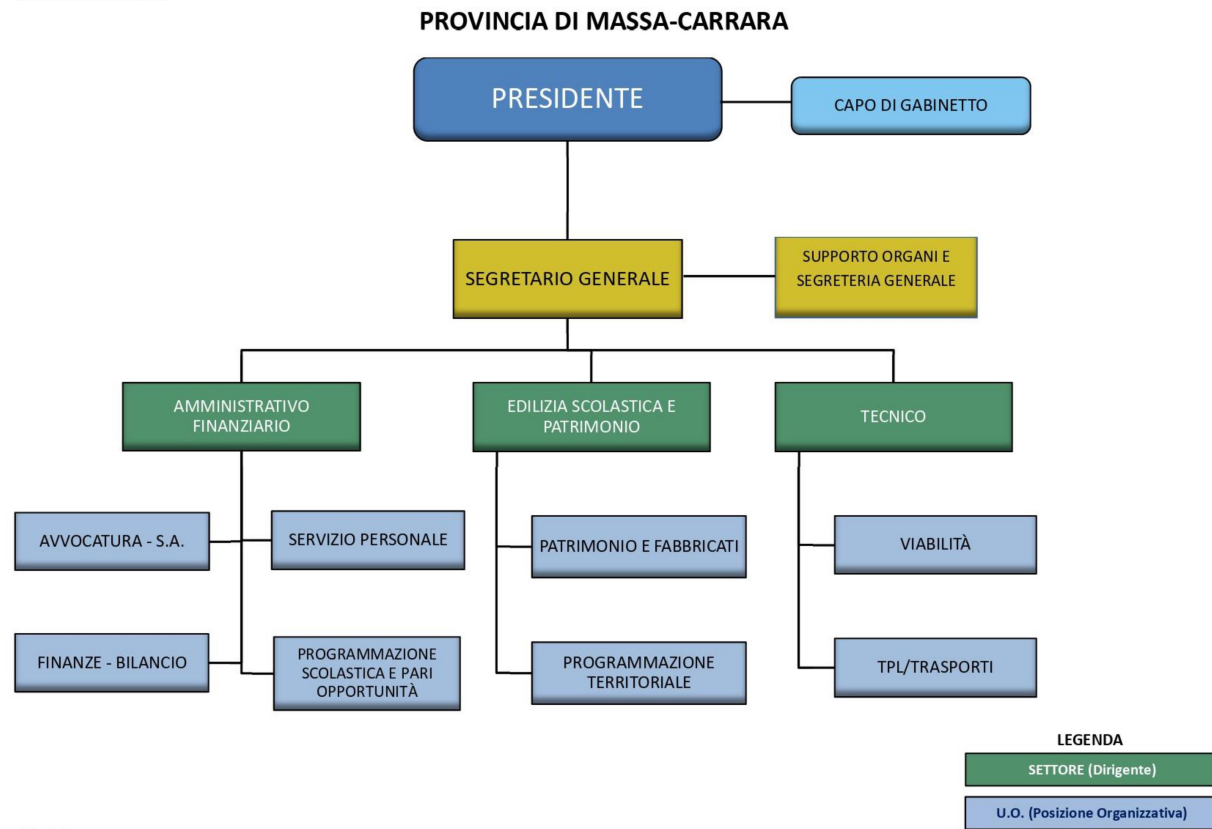 PROVINCIA DI MASSA-CARRARA
PRESIDENTE
CAPO DI GABINETTO
SEGRETARIO GENERALE
SUPPORTO ORGANI E
SEGRETERIA GENERALE
AMMINISTRATIVO
FINANZIARIO
EDILIZIA SCOLASTICA E
PATRIMONIO
TECNICO
AVVOCATURA - S.A.
SERVIZIO PERSONALE
PATRIMONIO E FABBRICATI
VIABILITÀ
FINANZE - BILANCIO
PROGRAMMAZIONE
SCOLASTICA E PARI
OPPORTUNITÀ
PROGRAMMAZIONE
TERRITORIALE
TPL/TRASPORTI
LEGENDA
SETTORE (Dirigente)
U.O. (Posizione Organizzativa)